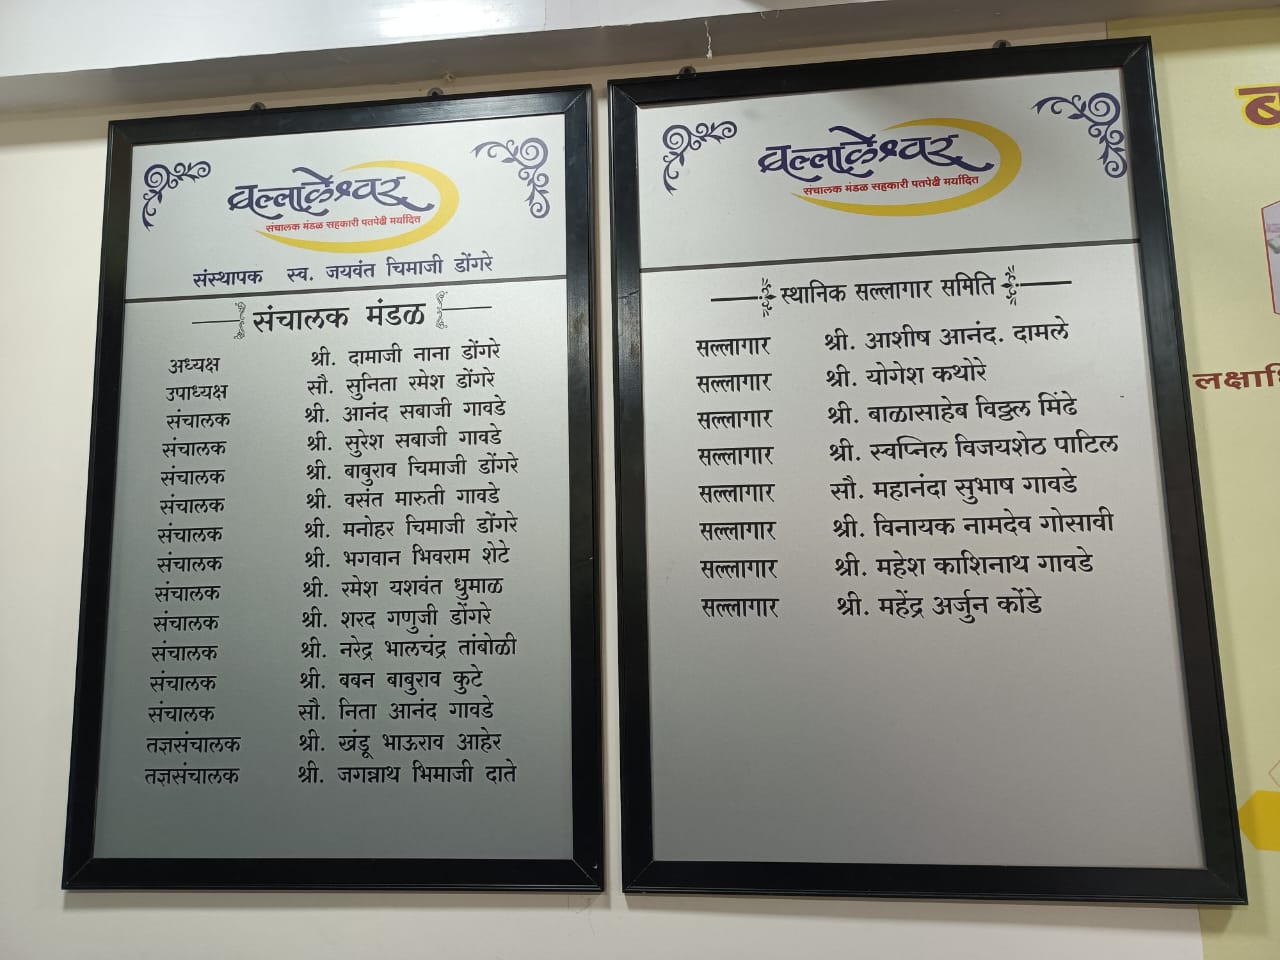 बल्लाळेश्वर
संचालक मंडळ सहकारी पतपेढी मर्यादित
संस्थापक स्व. जयवंत चिमाजी डोंगरे
संचालक मंडळ
अध्यक्ष श्री. दामाजी नाना डोंगरे
उपाध्यक्ष सौ. सुनिता रमेश डोंगरे
संचालक श्री. आनंद सबाजी गावडे
संचालक श्री. सुरेश सबाजी गावडे
संचालक श्री. बाबुराव चिमाजी डोंगरे
संचालक श्री. वसंत मारुती गावडे
संचालक श्री. मनोहर चिमाजी डोंगरे
संचालक श्री. भगवान भिवराम शेटे
संचालक श्री. रमेश यशवंत धुमाळ
संचालक श्री. शरद गणुजी डोंगरे
संचालक श्री. नरेंद्र भालचंद्र तांबोळी
संचालक श्री. बबन बाबुराव कुटे
संचालक सौ. निता आनंद गावडे
तज्ञसंचालक श्री. खंडू भाऊराव आहेर
तज्ञसंचालक श्री. जगन्नाथ भिमाजी दाते
बल्लाळेश्वर
संचालक मंडळ सहकारी पतपेढी मर्यादित
स्थानिक सल्लागार समिति
सल्लागार श्री. आशीष आनंद. दामले
सल्लागार श्री. योगेश कथोरे
सल्लागार श्री. बाळासाहेब विठ्ठल मिंढे
सल्लागार श्री. स्वप्निल विजयशेठ पाटिल
सल्लागार सौ. महानंदा सुभाष गावडे
सल्लागार श्री. विनायक नामदेव गोसावी
सल्लागार श्री. महेश काशिनाथ गावडे
सल्लागार श्री. महेंद्र अर्जुन कोंडे